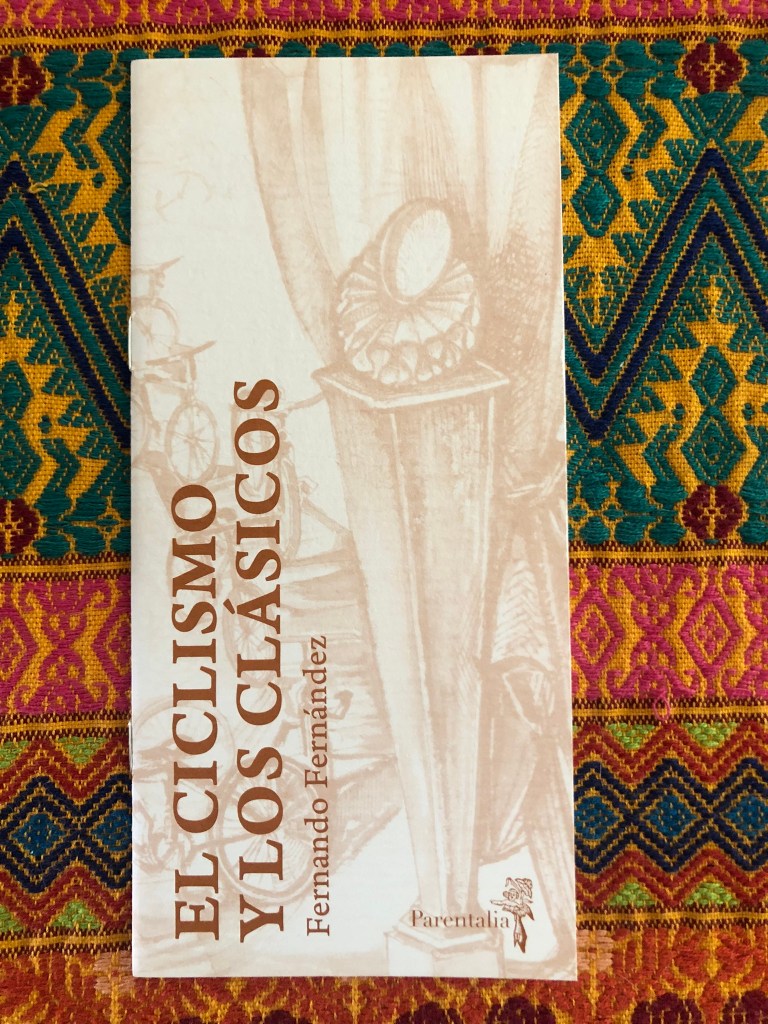 EL CICLISMO
Y LOS CLÁSICOS
Fernando Fernández
Parentalia